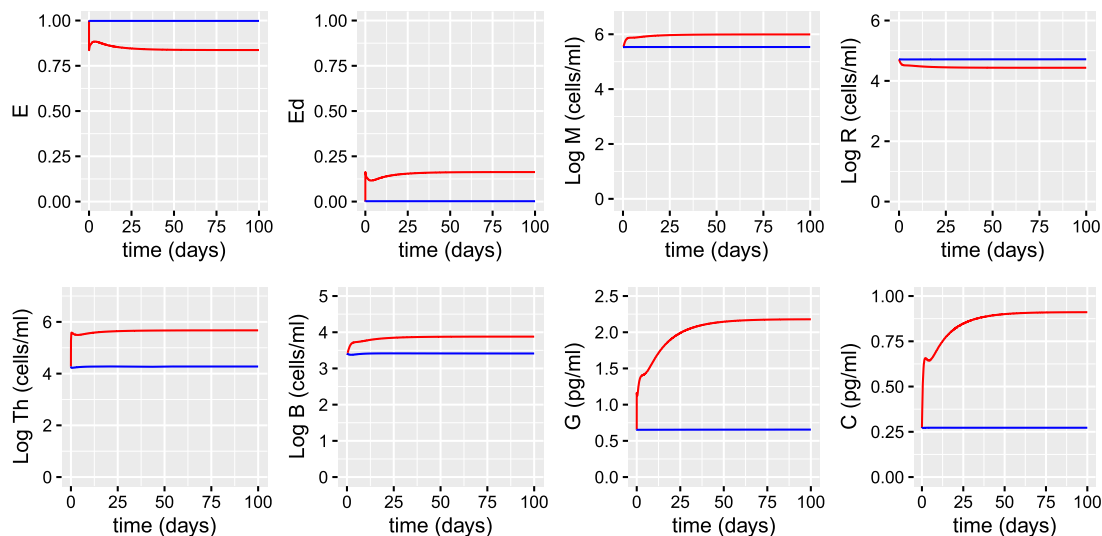 E
1.00
0.75
0.50
0.25
0.00
0 25 50 75 100
time (days)
Ed
1.00
0.75
0.50
0.25
0.00
0 25 50 75 100
time (days)
Log M (cells/ml)
6
4
2
0
0 25 50 75 100
time (days)
Log R (cells/ml)
6
4
2
0
0 25 50 75 100
time (days)
Log Th (cells/ml)
6
4
2
0
0 25 50 75 100
time (days)
Log B (cells/ml)
5
4
3
2
1
0
0 25 50 75 100
time (days)
G (pg/ml)
2.5
2.0
1.5
1.0
0.5
0.0
0 25 50 75 100
time (days)
C (pg/ml)
1.00
0.75
0.50
0.25
0.00
0 25 50 75 100
time (days)